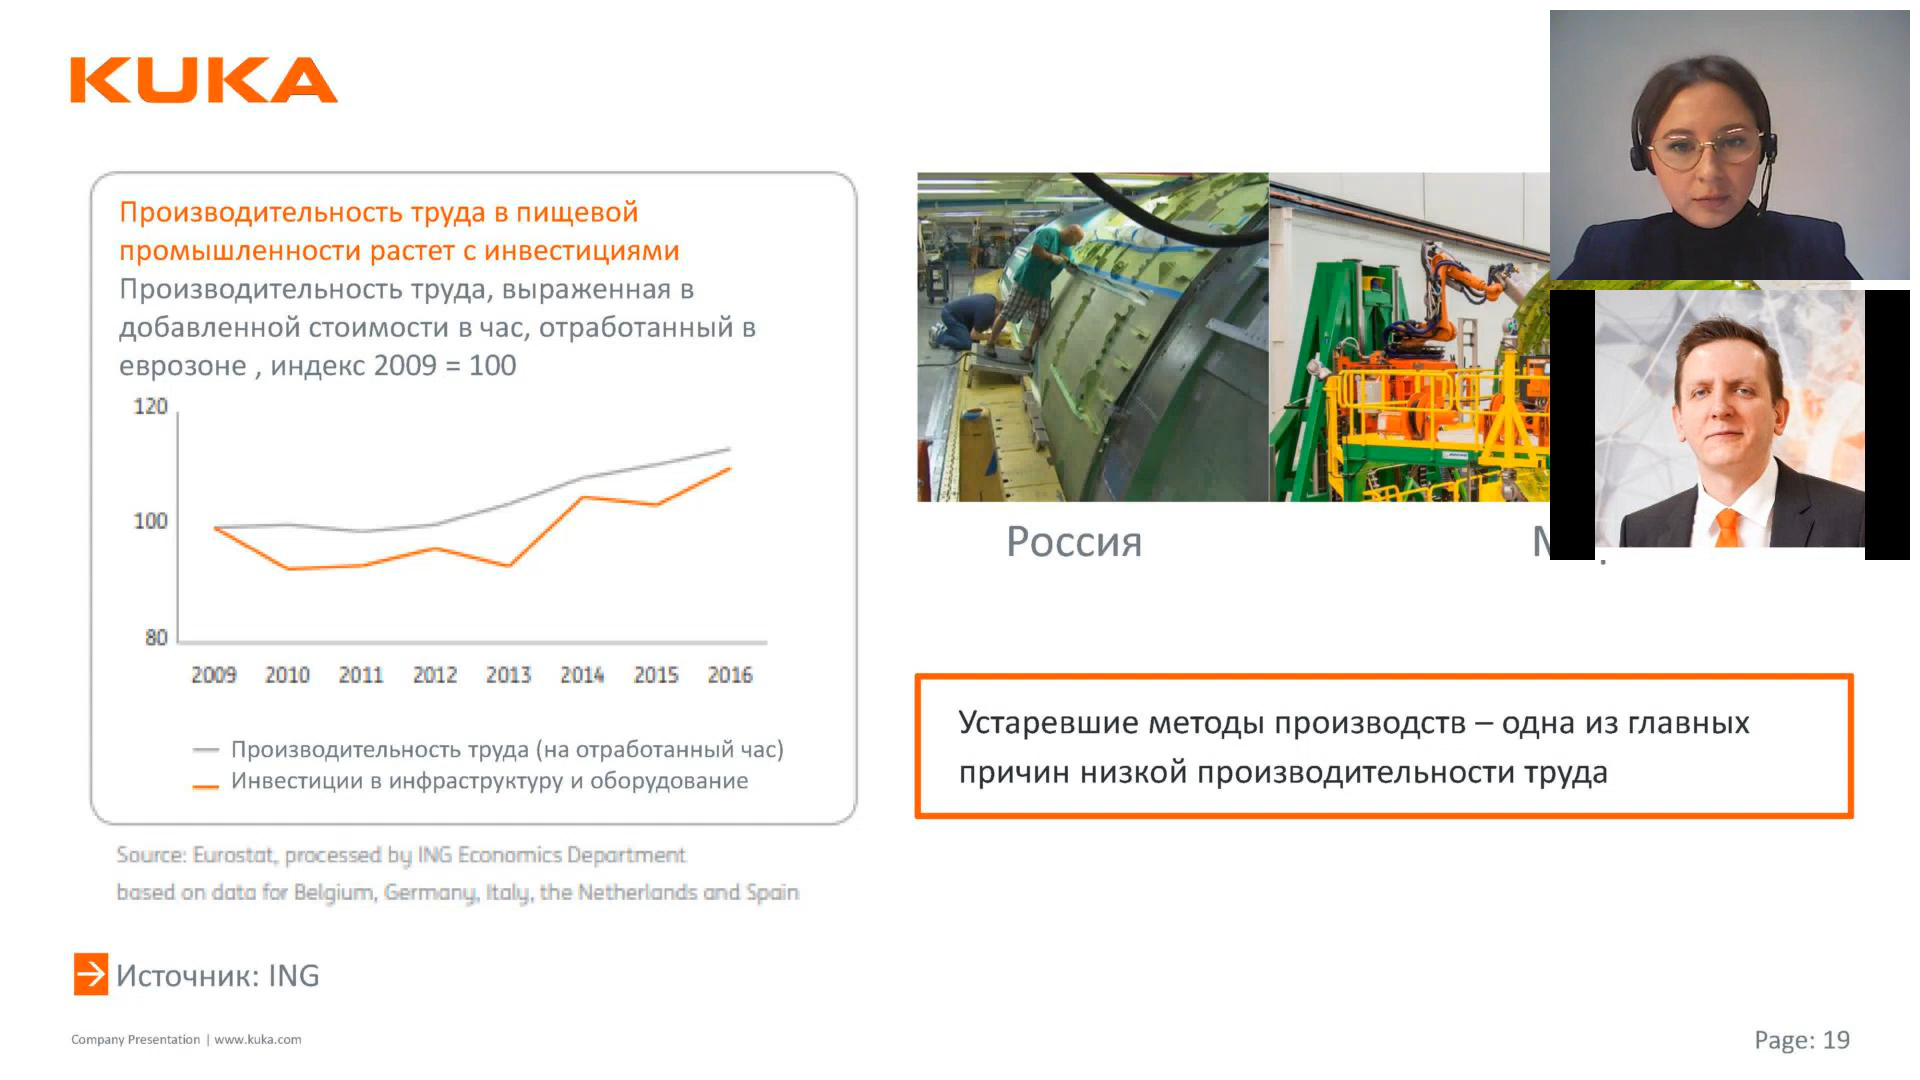 KUKA
Производительность труда в пищевой
промышленности растет с инвестициями
Производительность труда, выраженная в
добавленной стоимости в час, отработанный в
еврозоне , индекс 2009 = 100
120
100
80
2009 2010 2011 2012 2013 2014 2015 2016
Производительность труда (на отработанный час)
Инвестиции в инфраструктуру и оборудование
Source: Eurostat, processed by ING Economics Department
based on data for Belgium, Germany, Italy, the Netherlands and Spain
Источник: ING
Россия
Устаревшие методы производств – одна из главных
причин низкой производительности труда
Company Presentation | www.kuka.com
Page: 19